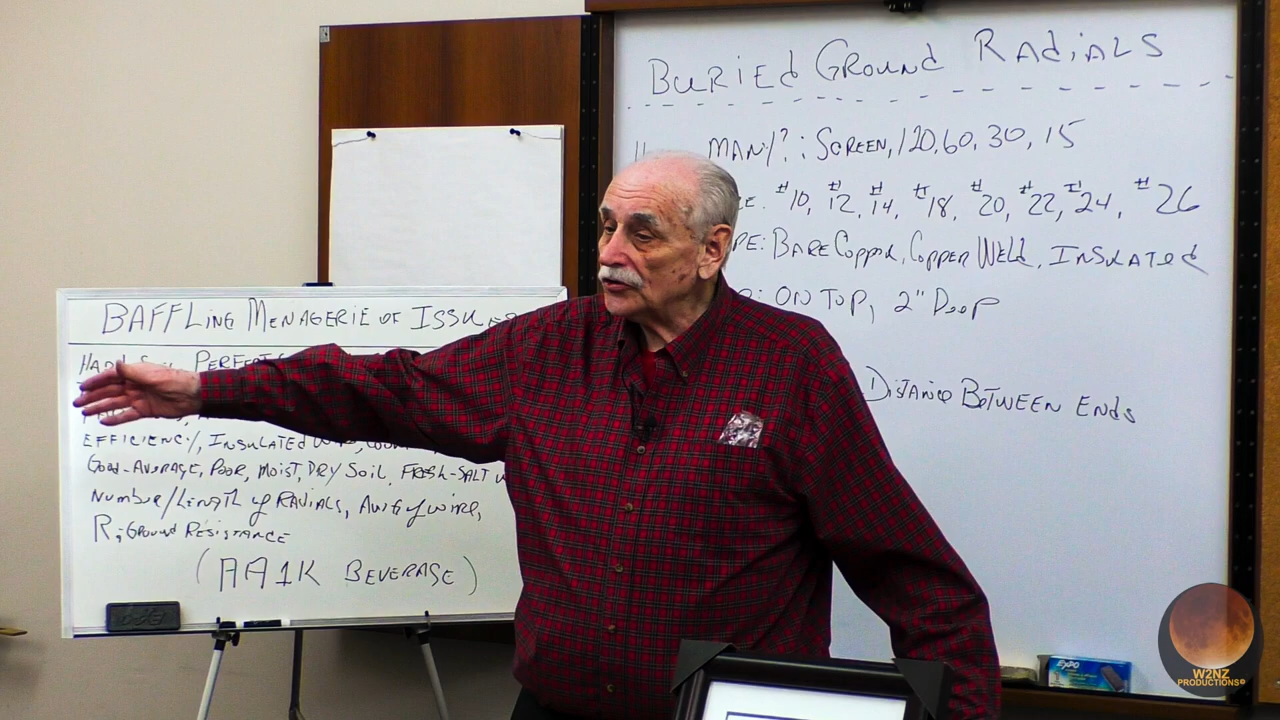 BURIED GROUND RADIALS
MANY?: SCREEN, 120, 60, 30, 15
#10, #12, #14, #18, #20, #22, #24, #26
BARE COPPER, COPPER WELD, INSULATED
ON TOP, 2" DEEP
DISTANCE BETWEEN ENDS
BAFFLING MENAGERIE OF ISSUES
EFFICIENCY, INSULATED
GOOD-AVERAGE, POOR, MOIST, DRY SOIL, FRESH-SALT
NUMBER/LENGTH OF RADIALS, AWG OF WIRE,
GROUND RESISTANCE
(AA1K BEVERAGE)
EXPO
W2NZ
PRODUCTIONS©